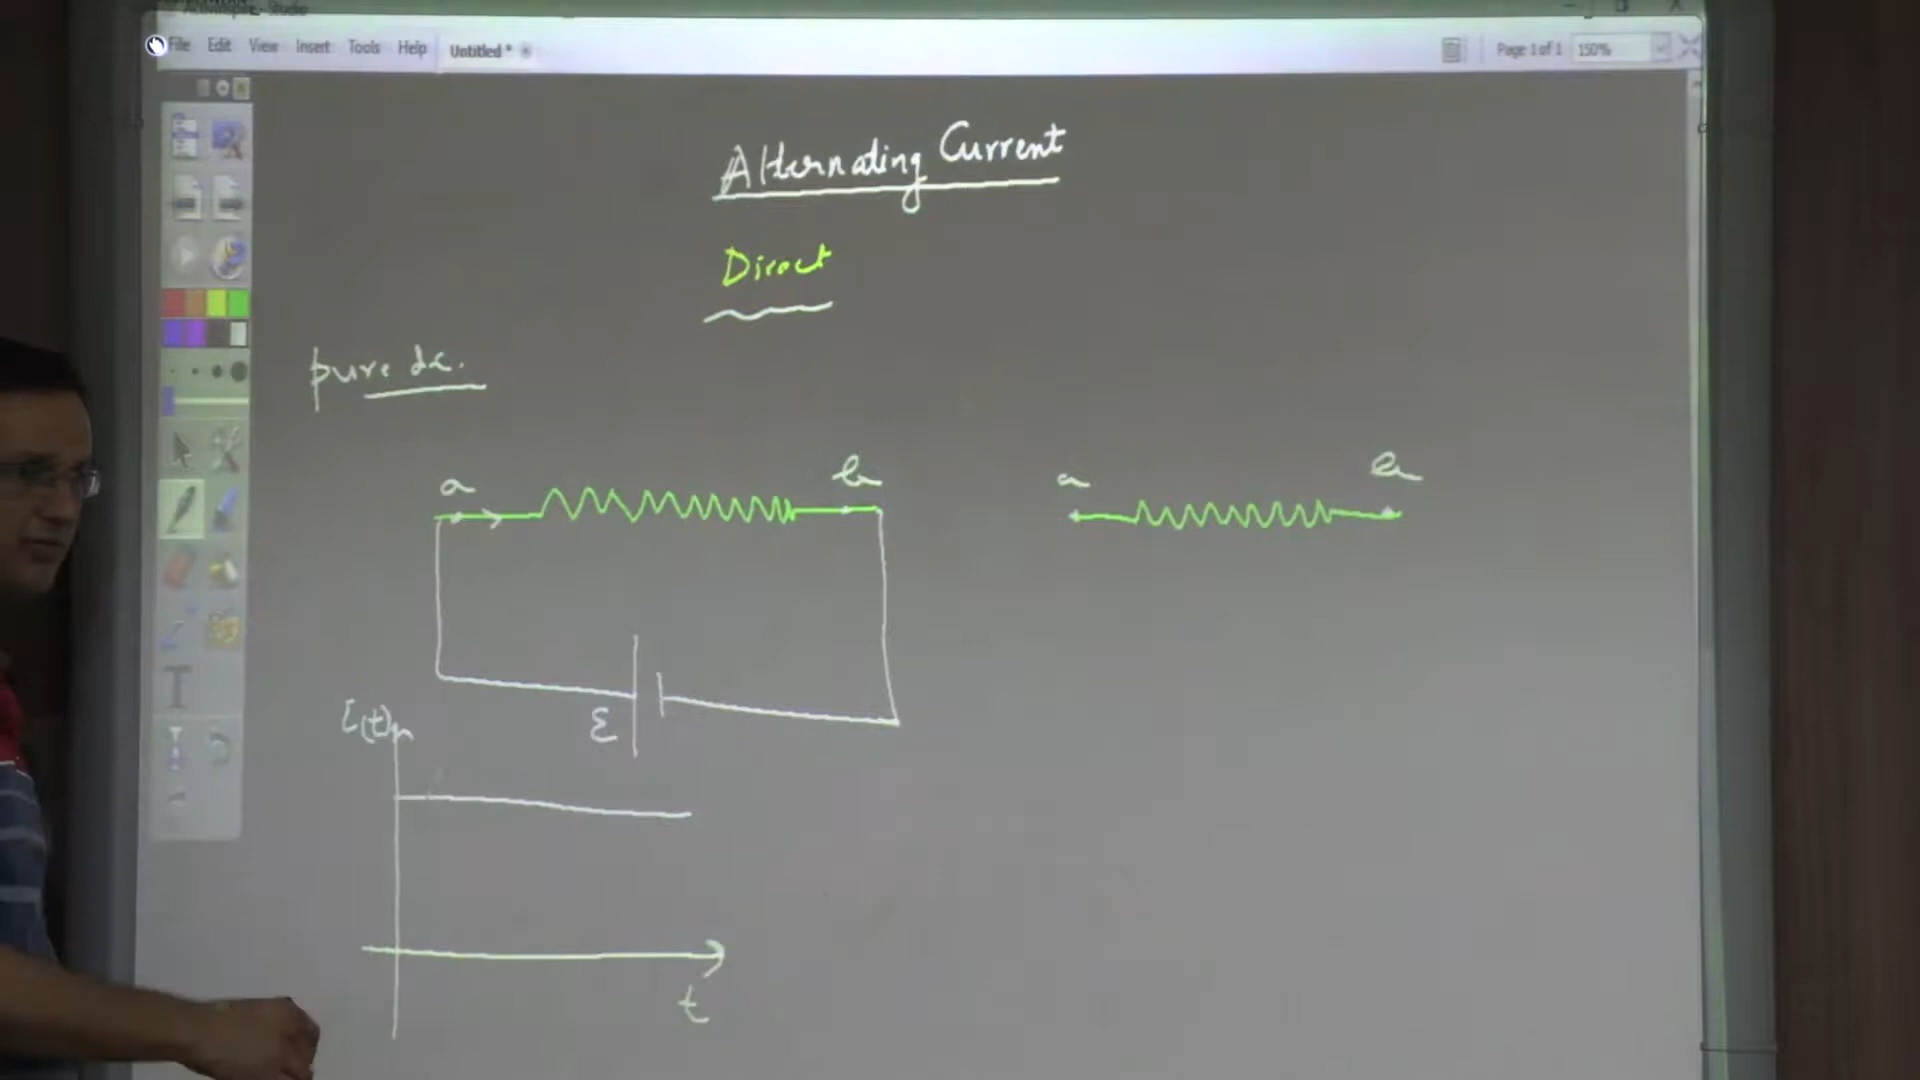 File Edit View Insert Tools Help Untitled * Page 1 of 1 150%
Alternating Current
Direct
pure dc.
a b a b
ε
i(t)
t